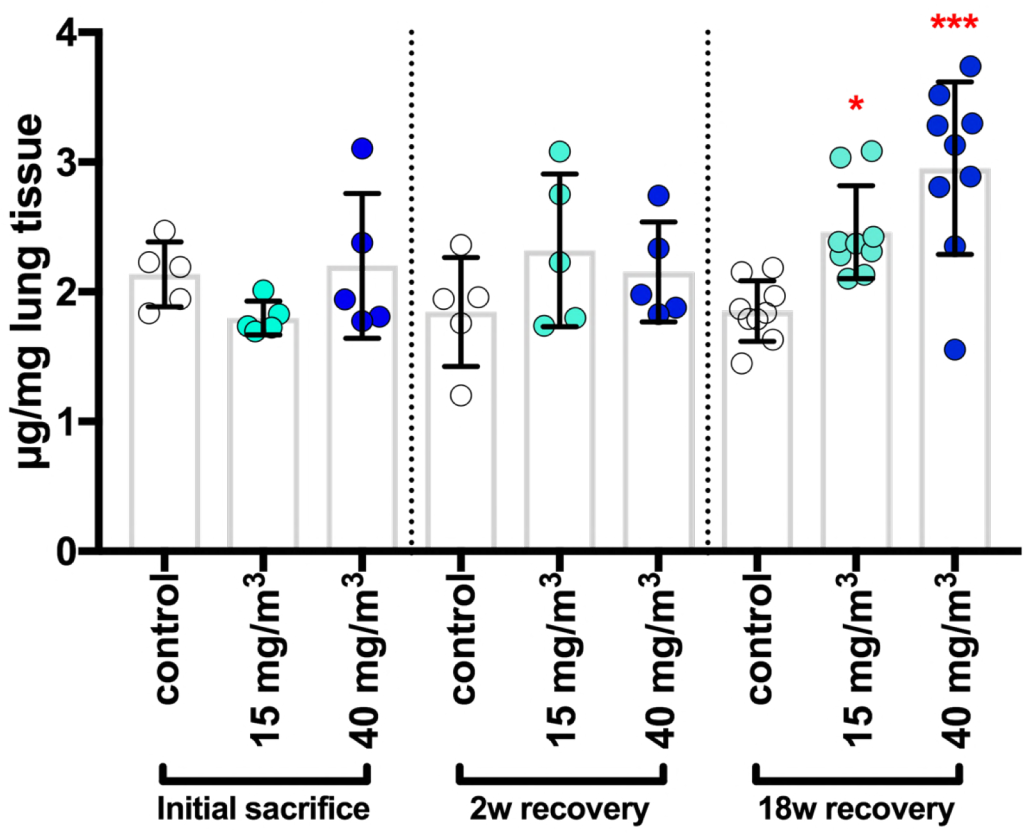 ***
*
4
3
2
1
0
µg/mg lung tissue
control
15 mg/m³
40 mg/m³
control
15 mg/m³
40 mg/m³
control
15 mg/m³
40 mg/m³
Initial sacrifice
2w recovery
18w recovery